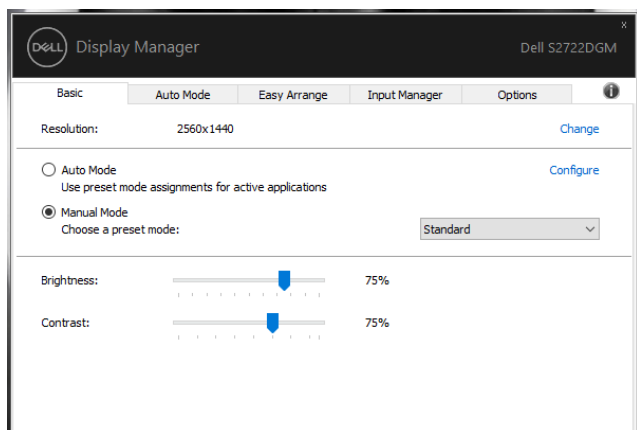 DELL Display Manager Dell S2722DGM
x
Basic Auto Mode Easy Arrange Input Manager Options i
Resolution: 2560x1440 Change
Auto Mode Configure
Use preset mode assignments for active applications
Manual Mode
Choose a preset mode: Standard
Brightness: 75%
Contrast: 75%